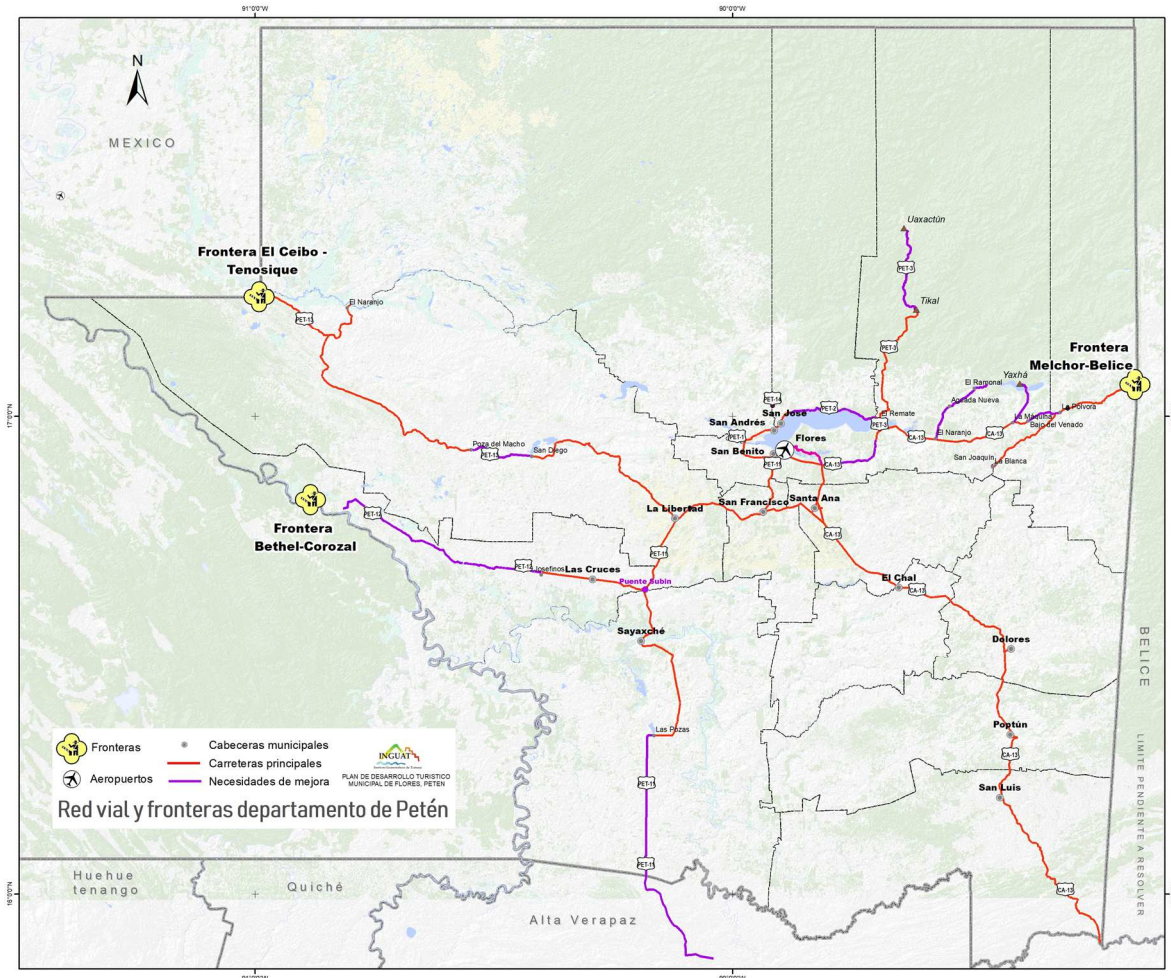 91°0'0"W
90°0'0"W
N
MEXICO
Uaxactún
PET-3
Frontera El Ceibo -
Tenosique
Tikal
El Naranjo
PET-13
PET-3
Frontera
Melchor-Belice
Yaxhá
El Ramonal
Aguada Nueva
PET-14
PET-2
La Pólvora
17°0'0"N
San José
El Remate
La Máquina
San Andrés
PET-3
Bajo del Venado
PET-1
Flores
CA-13
El Naranjo
CA-13
Poza del Macho
San Diego
San Benito
PET-13
PET-11
CA-13
San Joaquín
La Blanca
Frontera
Bethel-Corozal
PET-12
La Libertad
San Francisco
Santa Ana
CA-13
PET-11
PET-12
Josefinos
Las Cruces
Puente Subín
El Chal
CA-13
Sayaxché
Dolores
BELICE
Las Pozas
Poptún
CA-13
PET-11
San Luis
LIMITE PENDIENTE A RESOLVER
Fronteras
Aeropuertos
Cabeceras municipales
Carreteras principales
Necesidades de mejora
INGUAT
PLAN DE DESARROLLO TURISTICO
MUNICIPAL DE FLORES, PETEN
Red vial y fronteras departamento de Petén
PET-11
Huehue
tenango
Quiché
CA-13
Alta Verapaz